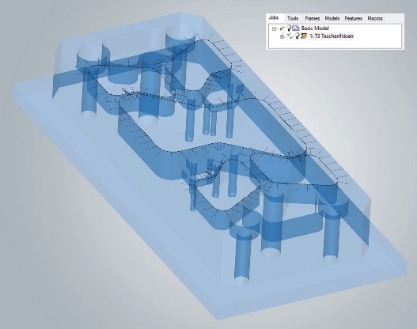 Jobs Tools Frames Models Features Macros
Basic Model
1: T3 Taschenfräsen